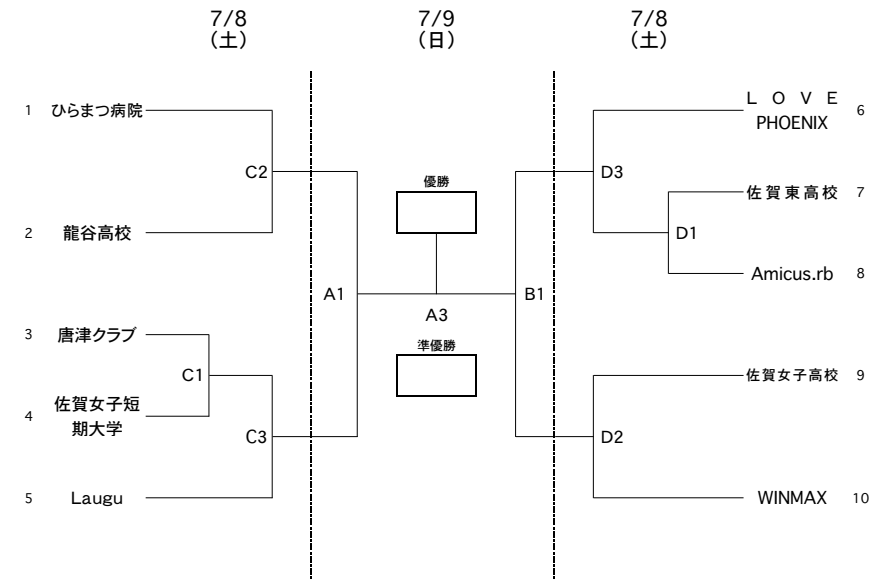 7/8
（土）
7/9
（日）
7/8
（土）
1 ひらまつ病院
C2
2 龍谷高校
3 唐津クラブ
C1
4 佐賀女子短
期大学
C3
5 Laugu
A1
優勝
A3
準優勝
B1
LOVE
PHOENIX 6
D3
佐賀東高校 7
D1
Amicus.rb 8
佐賀女子高校 9
D2
WINMAX 10